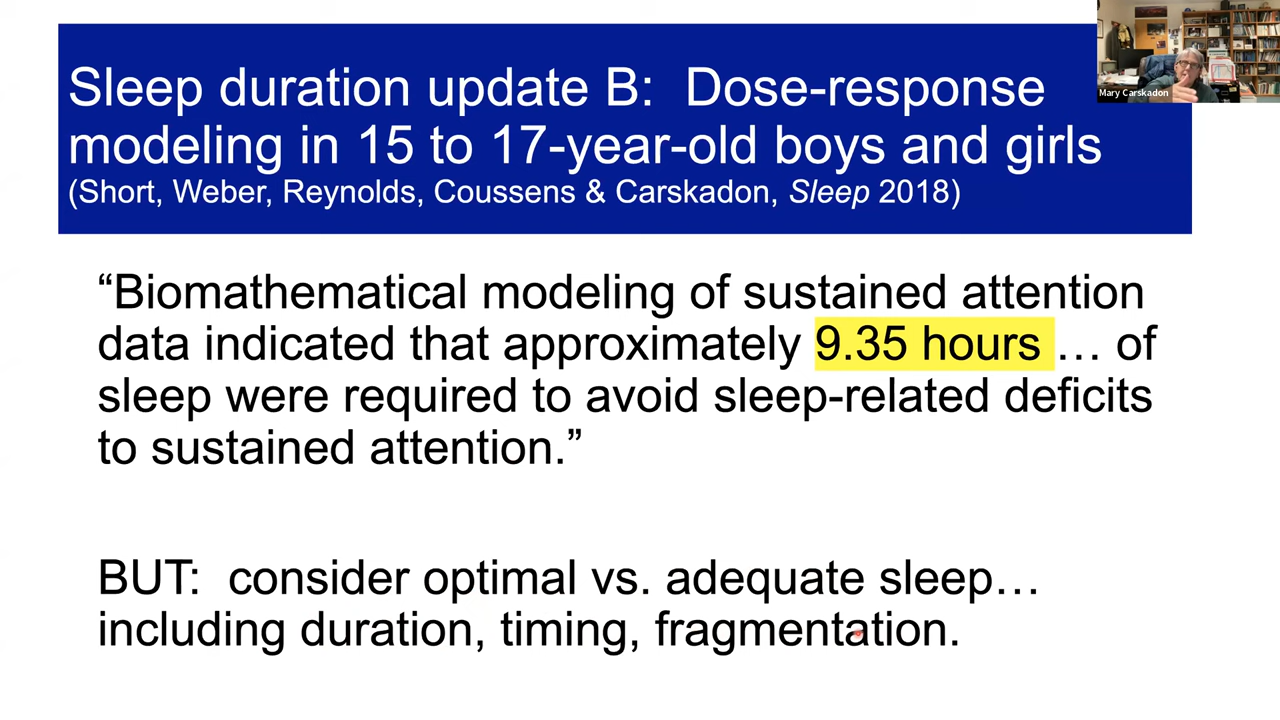 Sleep duration update B: Dose-response
modeling in 15 to 17-year-old boys and girls
(Short, Weber, Reynolds, Coussens & Carskadon, Sleep 2018)
Mary Carskadon
“Biomathematical modeling of sustained attention
data indicated that approximately 9.35 hours … of
sleep were required to avoid sleep-related deficits
to sustained attention.”
BUT: consider optimal vs. adequate sleep…
including duration, timing, fragmentation.